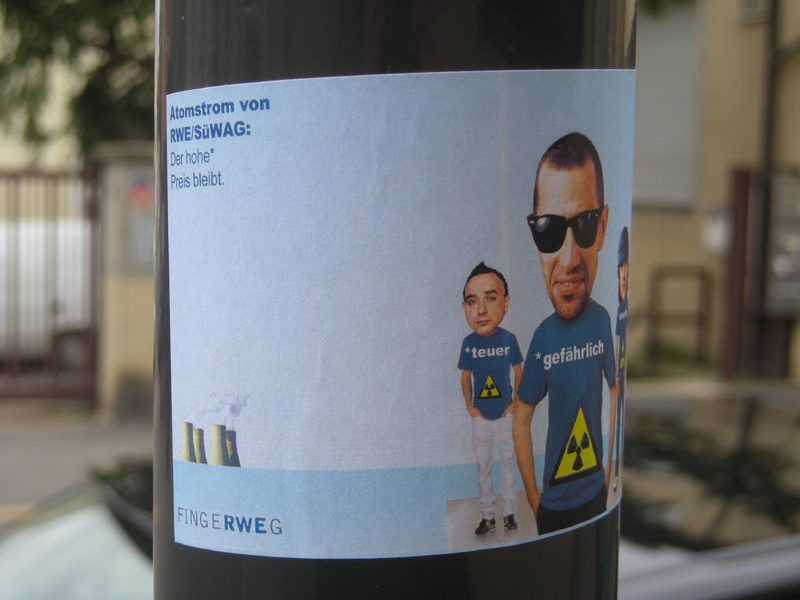 Atomstrom von
RWE/SüWAG:
Der hohe*
Preis bleibt.
*teuer
*gefährlich
FINGERWEG